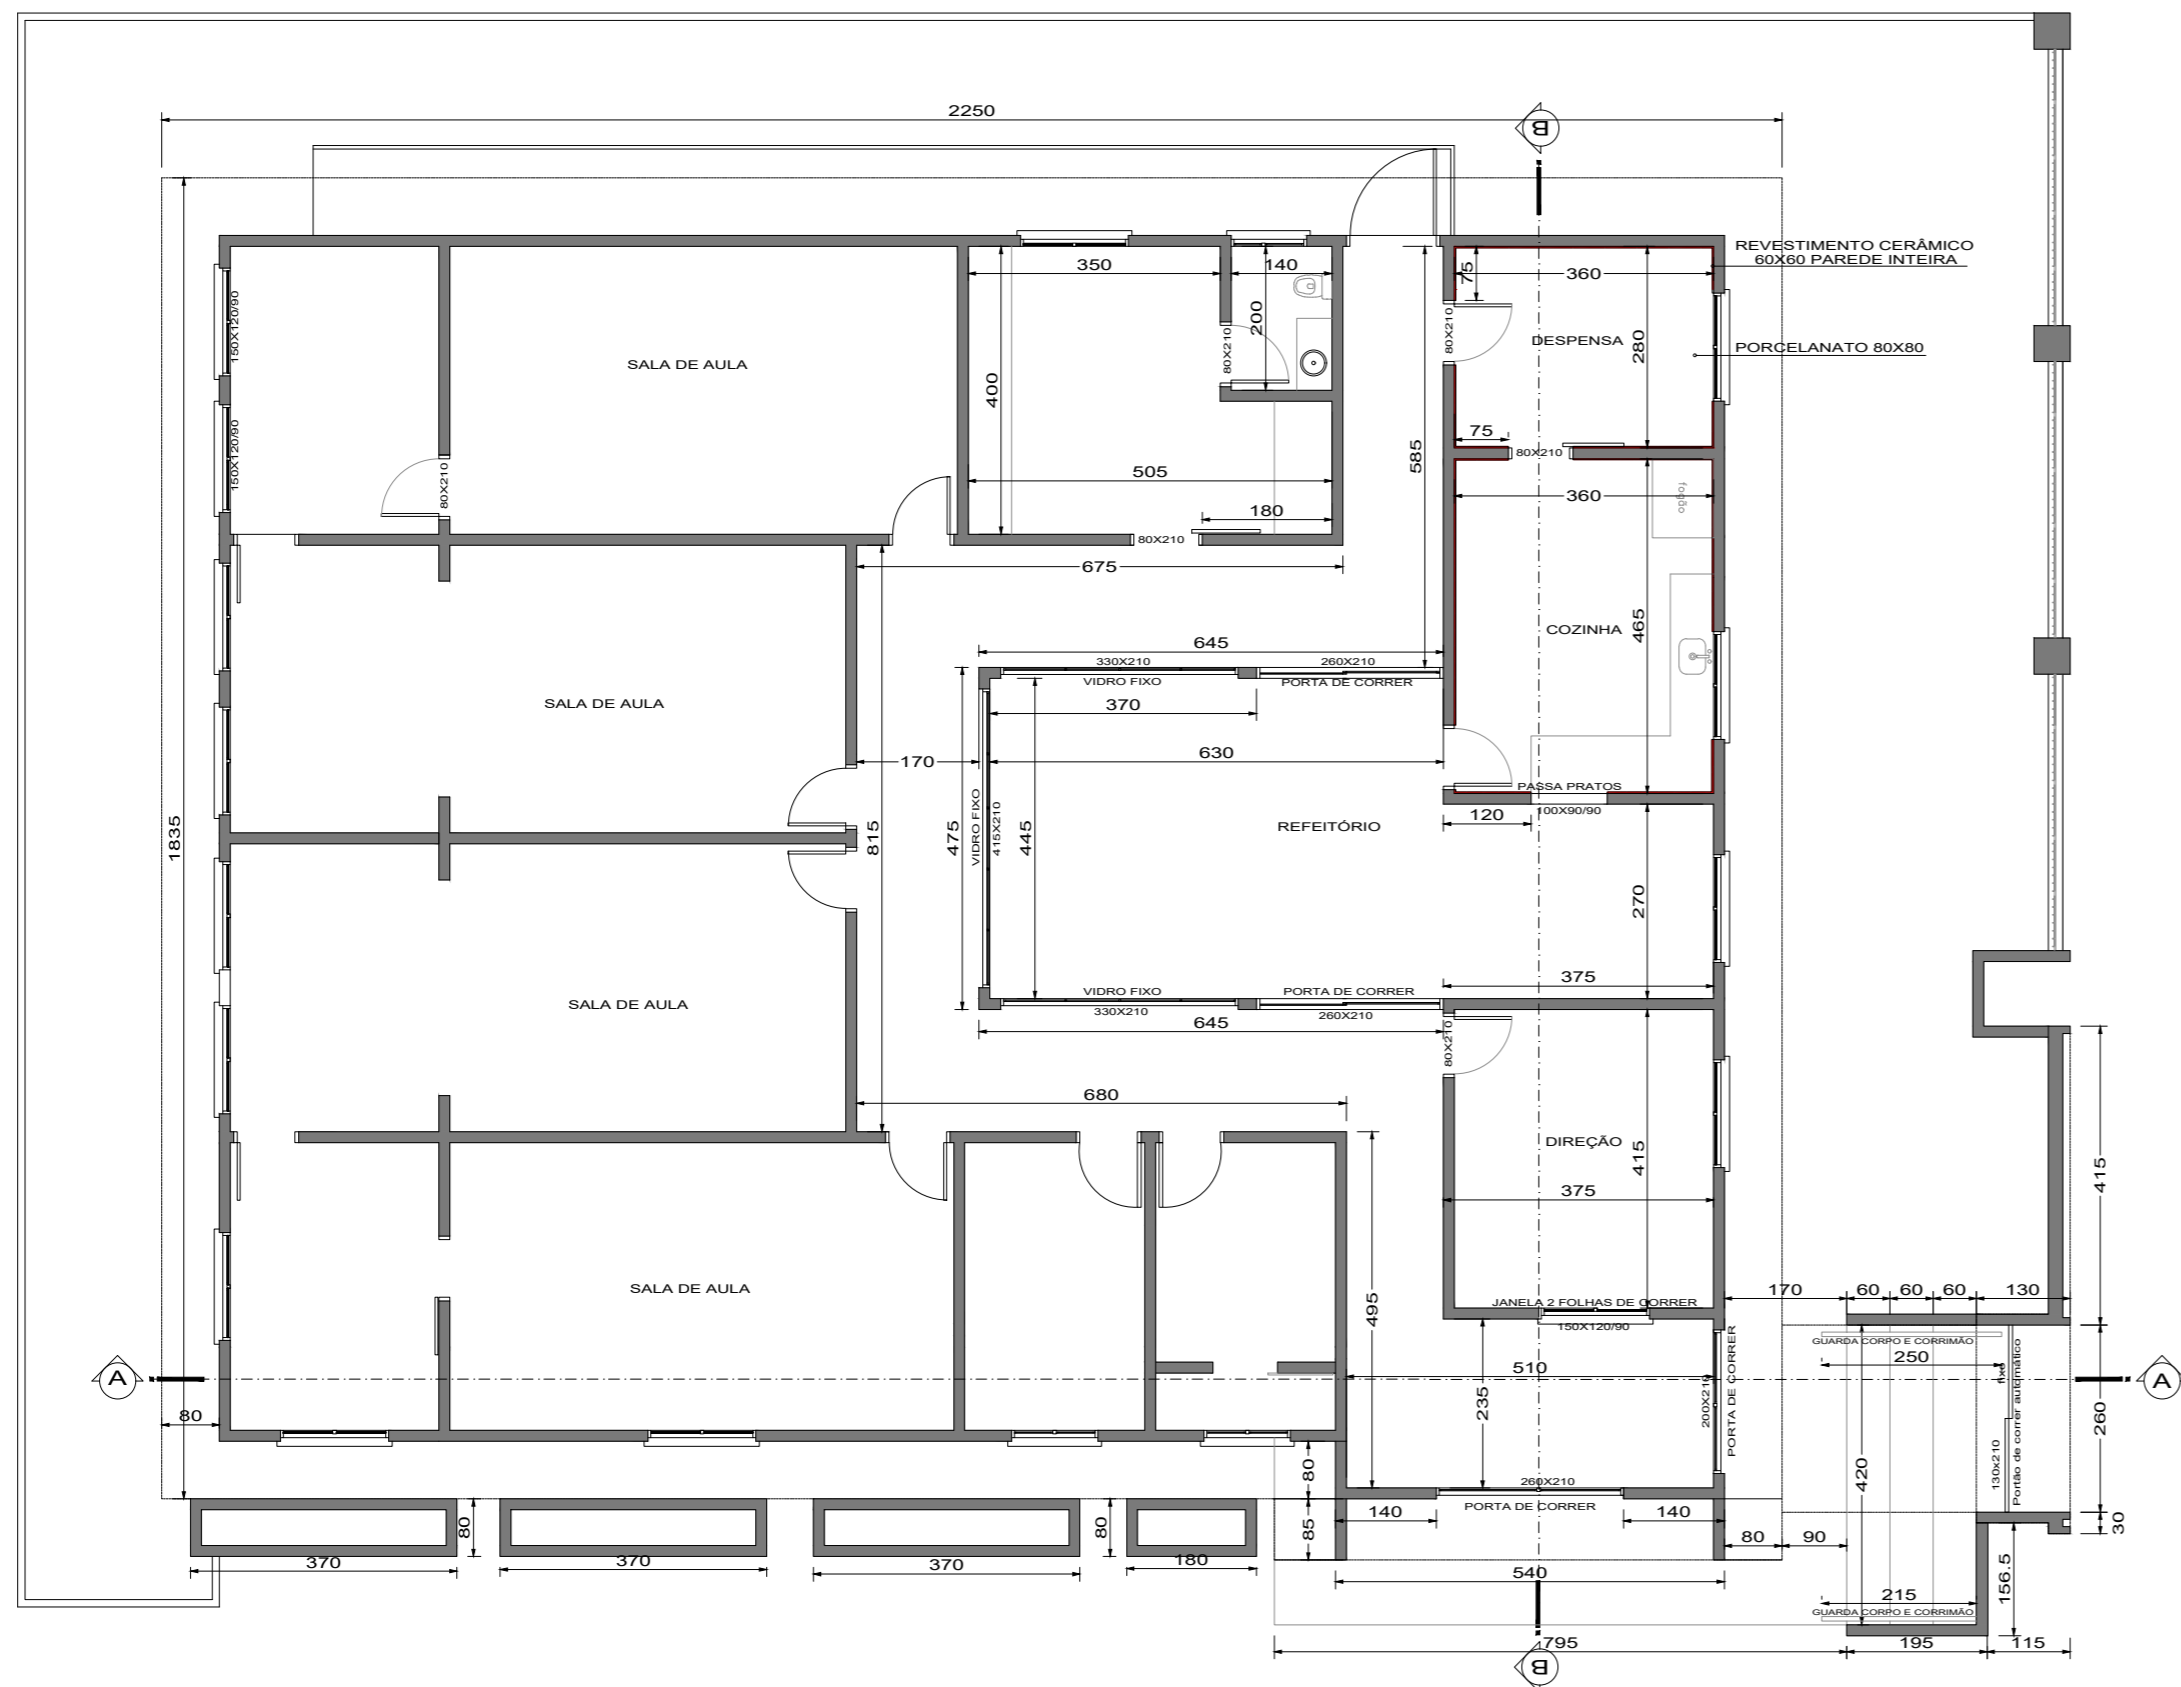 2250
B
REVESTIMENTO CERÂMICO
60X60 PAREDE INTEIRA
350
140
75
360
150X120/90
200
80X210
80X210
DESPENSA
280
PORCELANATO 80X80
SALA DE AULA
400
150X120/90
80X210
75
80X210
585
505
360
fogão
180
80X210
675
COZINHA
465
645
330X210
260X210
VIDRO FIXO
PORTA DE CORRER
SALA DE AULA
370
630
170
PASSA PRATOS
100X90/90
120
1835
815
475
VIDRO FIXO
415X210
445
REFEITÓRIO
270
375
SALA DE AULA
VIDRO FIXO
PORTA DE CORRER
330X210
260X210
645
80X210
680
DIREÇÃO
415
375
415
SALA DE AULA
495
JANELA 2 FOLHAS DE CORRER
150X120/90
170
60
60
60
130
GUARDA CORPO E CORRIMÃO
250
fixo
Portão de correr automático
130x210
A
A
510
235
200X210
PORTA DE CORRER
260
80
420
80
260X210
PORTA DE CORRER
140
140
85
80
90
30
80
80
370
370
370
180
540
156.5
215
GUARDA CORPO E CORRIMÃO
795
195
115
B